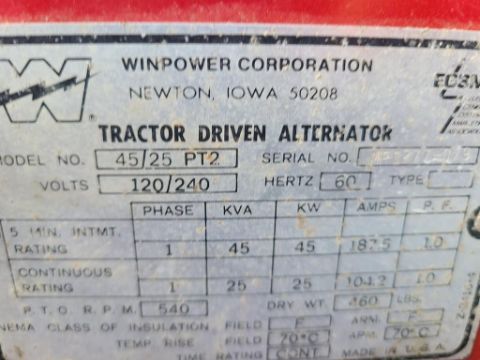 WINPOWER CORPORATION
NEWTON, IOWA 50208
TRACTOR DRIVEN ALTERNATOR
MODEL NO. 45/25 PT2 SERIAL NO.
VOLTS 120/240 HERTZ 60 TYPE
PHASE KVA KW AMPS P.F.
5 MIN. INTMT.
RATING 1 45 45 187.5 1.0
CONTINUOUS
RATING 1 25 25 104.2 1.0
P.T.O. R.P.M. 540 DRY WT. 460 LBS.
NEMA CLASS OF INSULATION FIELD F ARM. F
TEMP. RISE FIELD 70°C ARM. 70°C
TIME RATING CONT MADE IN U.S.A.